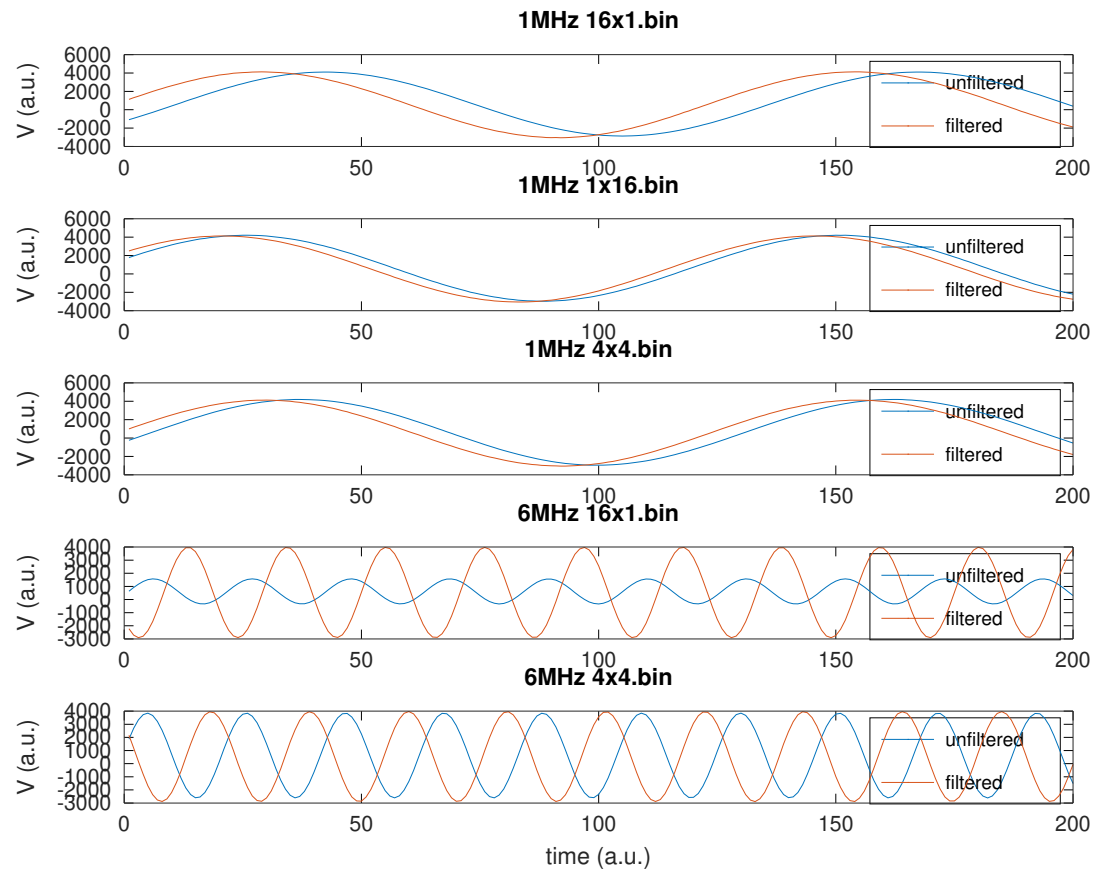 1MHz 16x1.bin
6000
4000
2000
0
-2000
-4000
V (a.u.)
unfiltered
filtered
0 50 100 150 200
1MHz 1x16.bin
6000
4000
2000
0
-2000
-4000
V (a.u.)
unfiltered
filtered
0 50 100 150 200
1MHz 4x4.bin
6000
4000
2000
0
-2000
-4000
V (a.u.)
unfiltered
filtered
0 50 100 150 200
6MHz 16x1.bin
4000
3000
2000
1000
0
-1000
-2000
-3000
V (a.u.)
unfiltered
filtered
0 50 100 150 200
6MHz 4x4.bin
4000
3000
2000
1000
0
-1000
-2000
-3000
V (a.u.)
unfiltered
filtered
0 50 100 150 200
time (a.u.)